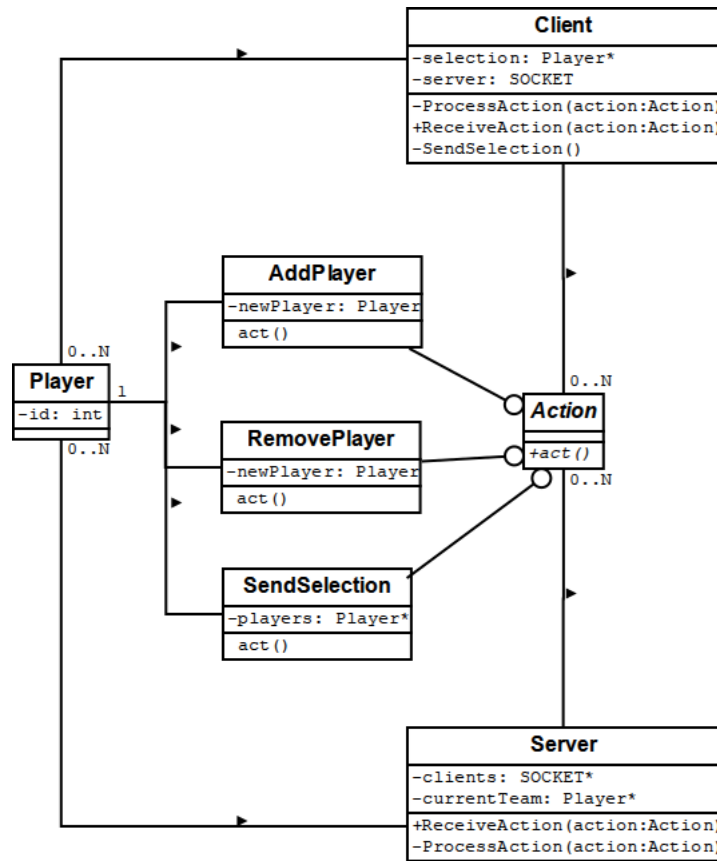 Client
-selection: Player*
-server: SOCKET
-ProcessAction(action:Action)
+ReceiveAction(action:Action)
-SendSelection()
AddPlayer
-newPlayer: Player
act()
0..N
Player
1
-id: int
0..N
0..N
Action
+act()
0..N
RemovePlayer
-newPlayer: Player
act()
SendSelection
-players: Player*
act()
Server
-clients: SOCKET*
-currentTeam: Player*
+ReceiveAction(action:Action)
-ProcessAction(action:Action)